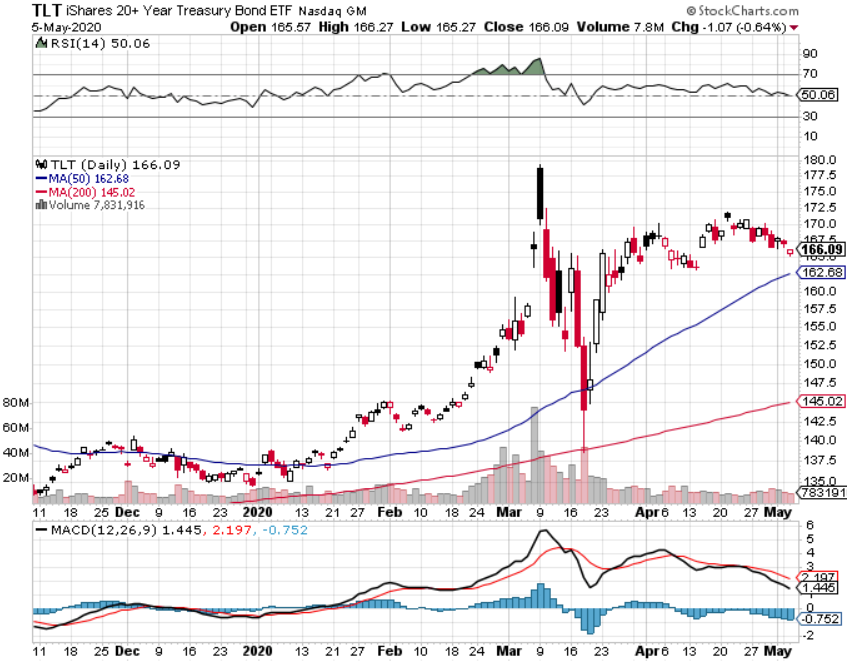 TLT iShares 20+ Year Treasury Bond ETF Nasdaq GM © StockCharts.com
5-May-2020 Open 165.57 High 166.09 Low 165.27 Close 166.09 Volume 7.8M Chg -1.07 (-0.64%)
RSI(14) 50.06
90
70
50.06
30
10
TLT (Daily) 166.09
MA(50) 162.68
MA(200) 145.02
Volume 7,831,916
180.0
177.5
175.0
172.5
170.0
167.5
166.09
162.68
160.0
157.5
155.0
152.5
150.0
147.5
145.02
142.5
140.0
137.5
135.0
783191
80M
60M
40M
20M
11 18 25 Dec 9 16 23 2020 13 21 27 Feb 10 18 24 Mar 9 16 23 Apr 6 13 20 27 May
MACD(12,26,9) 1.445, 2.197, -0.752
6
5
4
3
2.197
1.445
0
-0.752
-2
11 18 25 Dec 9 16 23 2020 13 21 27 Feb 10 18 24 Mar 9 16 23 Apr 6 13 20 27 May